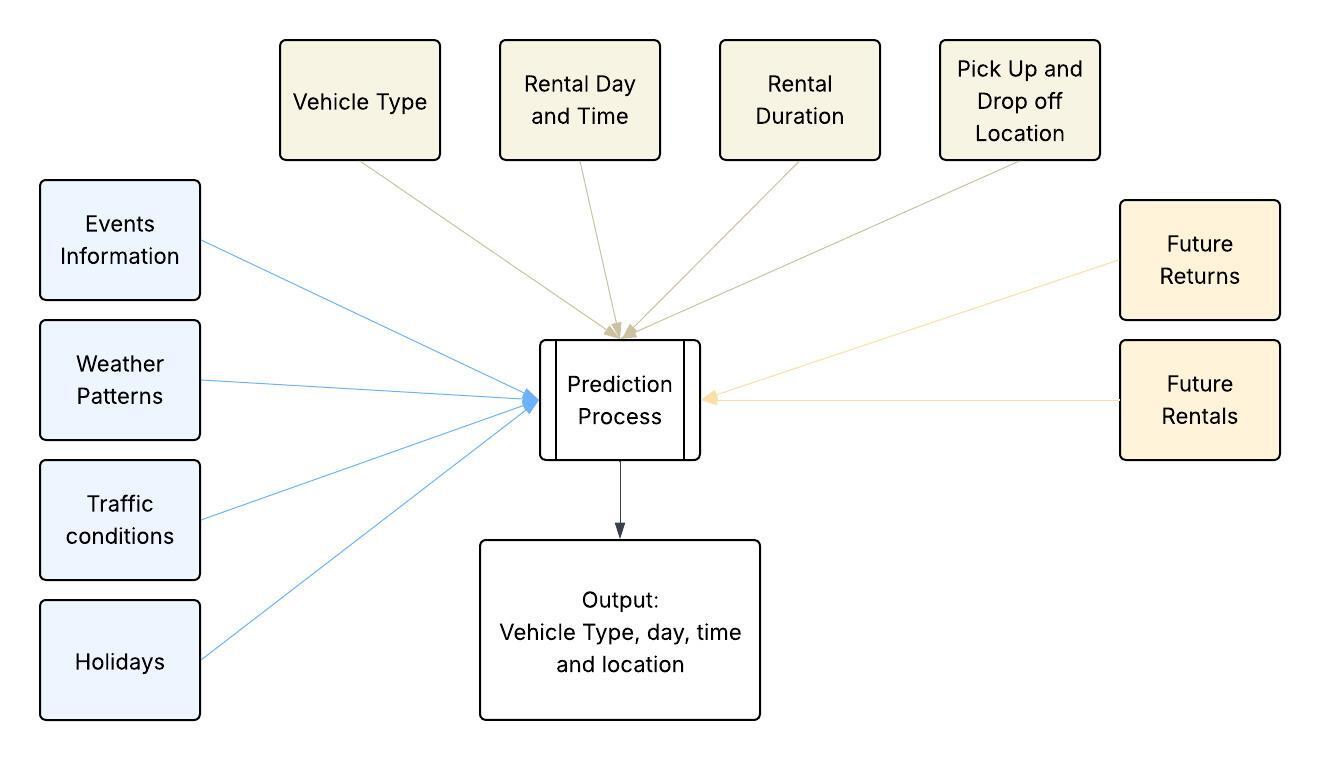 Vehicle Type
Rental Day
and Time
Rental
Duration
Pick Up and
Drop off
Location
Events
Information
Weather
Patterns
Traffic
conditions
Holidays
Future
Returns
Future
Rentals
Prediction
Process
Output:
Vehicle Type, day, time
and location